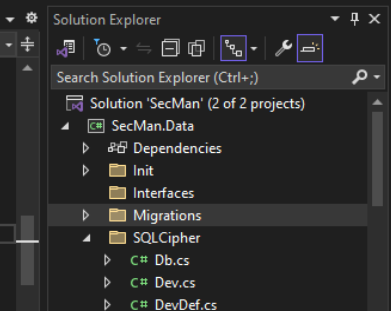 Solution Explorer
Search Solution Explorer (Ctrl+;)
Solution 'SecMan' (2 of 2 projects)
C# SecMan.Data
Dependencies
Init
Interfaces
Migrations
SQLCipher
C# Db.cs
C# Dev.cs
C# DevDef.cs